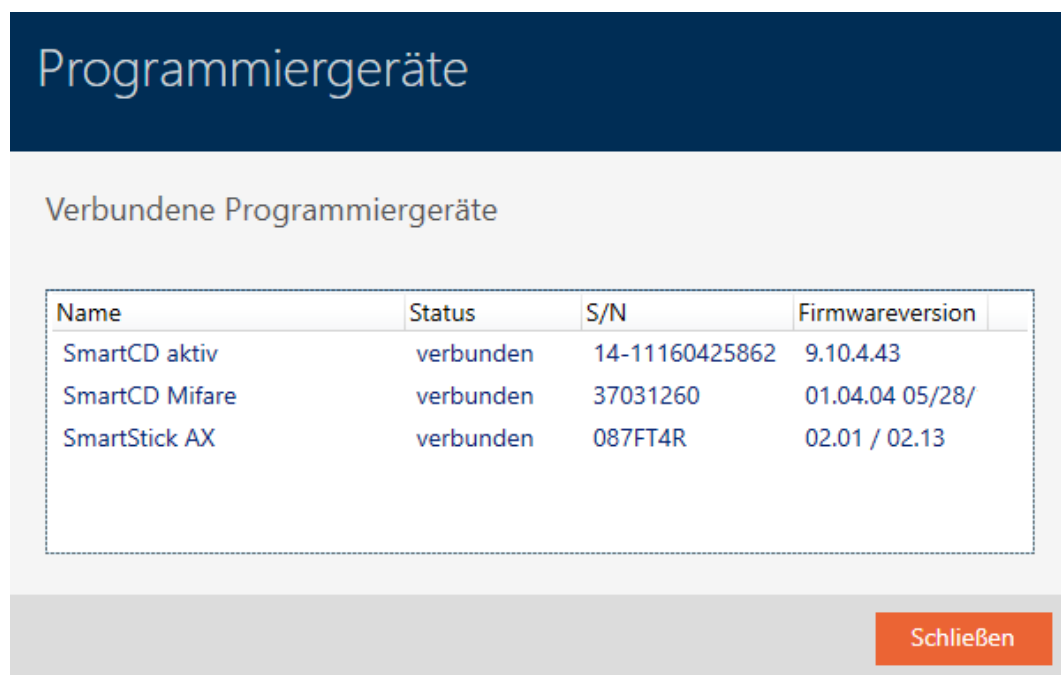 Programmiergeräte
Verbundene Programmiergeräte
Name Status S/N Firmwareversion
SmartCD aktiv verbunden 14-11160425862 9.10.4.43
SmartCD Mifare verbunden 37031260 01.04.04 05/28/
SmartStick AX verbunden 087FT4R 02.01 / 02.13
Schließen